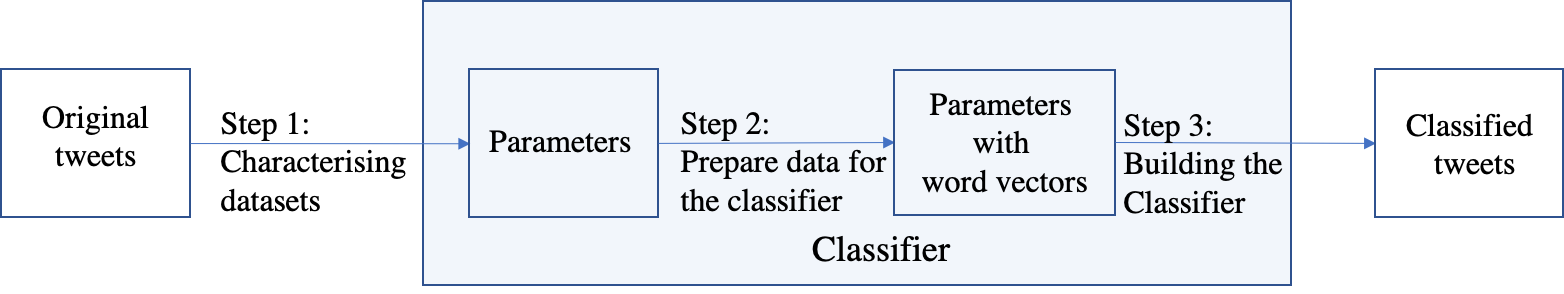 Original
tweets
Step 1:
Characterising
datasets
Parameters
Step 2:
Prepare data for
the classifier
Parameters
with
word vectors
Step 3:
Building the
Classifier
Classified
tweets
Classifier